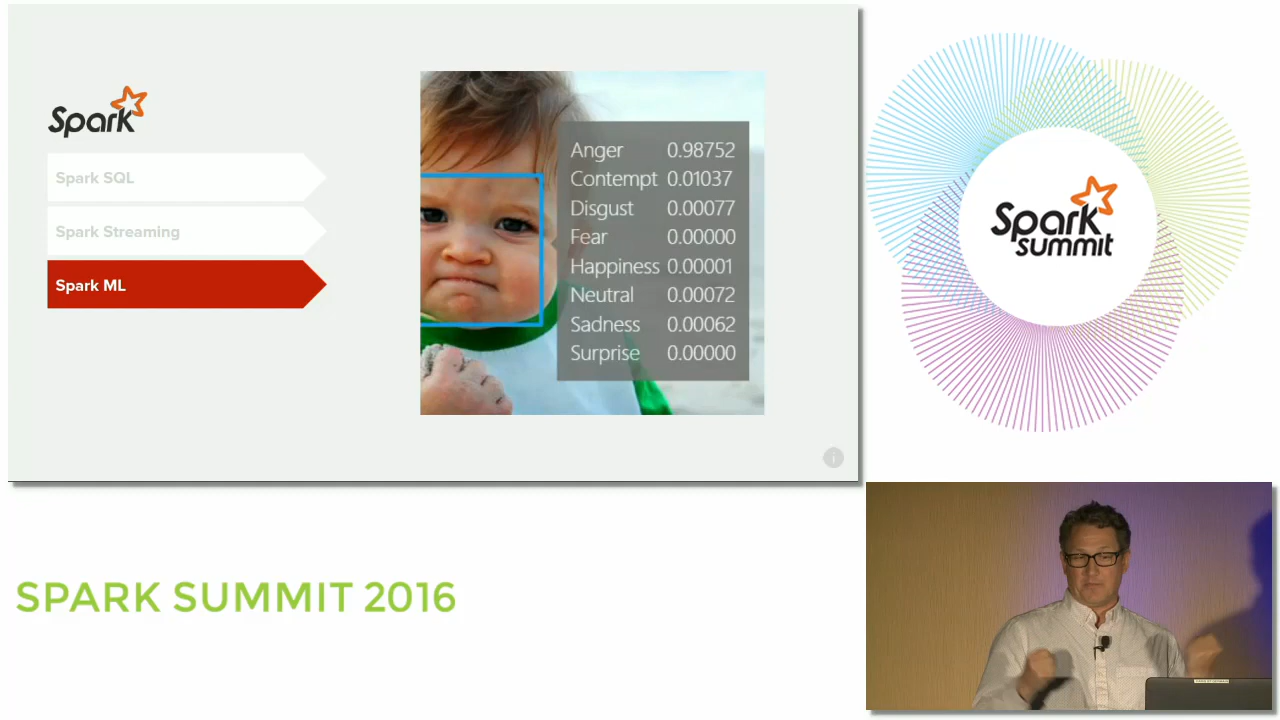 Spark
Spark SQL
Spark Streaming
Spark ML
Anger 0.98752
Contempt 0.01037
Disgust 0.00077
Fear 0.00000
Happiness 0.00001
Neutral 0.00072
Sadness 0.00062
Surprise 0.00000
i
Spark
summit
SPARK SUMMIT 2016